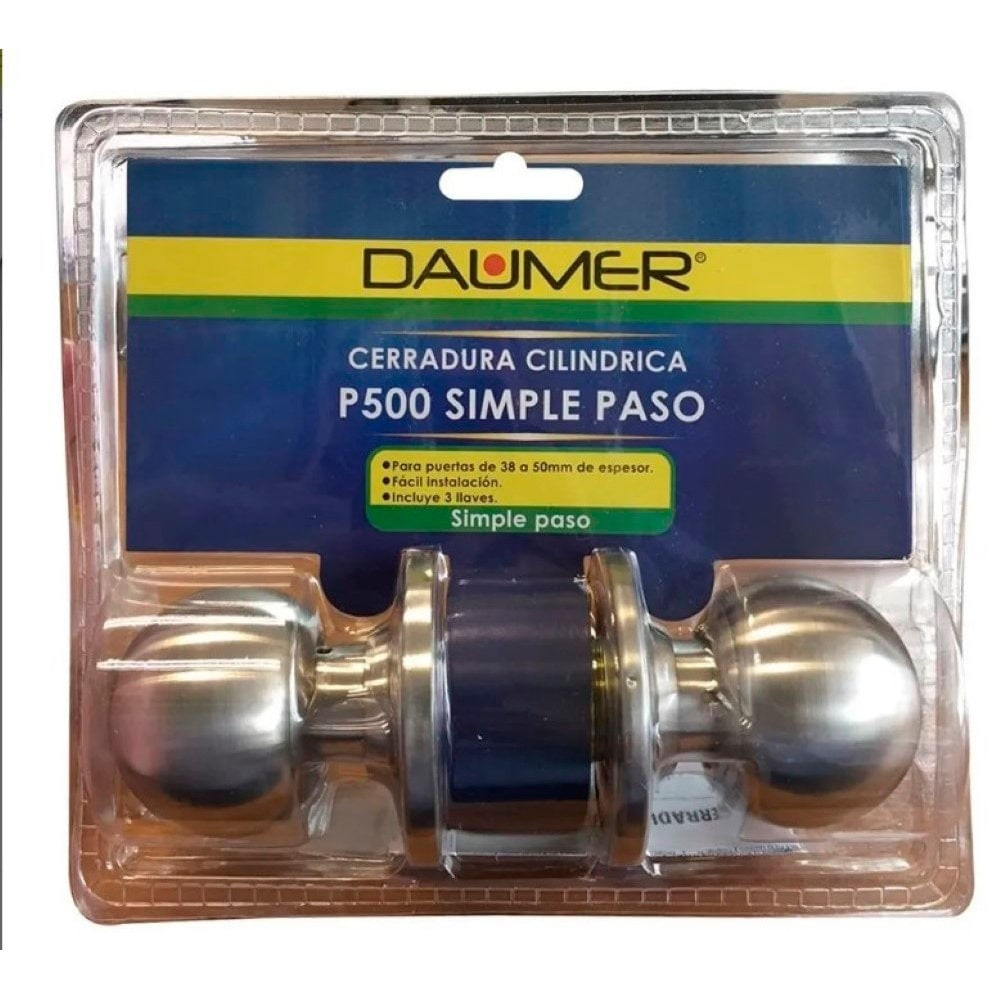 DAUMER®
CERRADURA CILINDRICA
P500 SIMPLE PASO
•Para puertas de 38 a 50mm de espesor.
•Fácil instalación.
•Incluye 3 llaves.
Simple paso